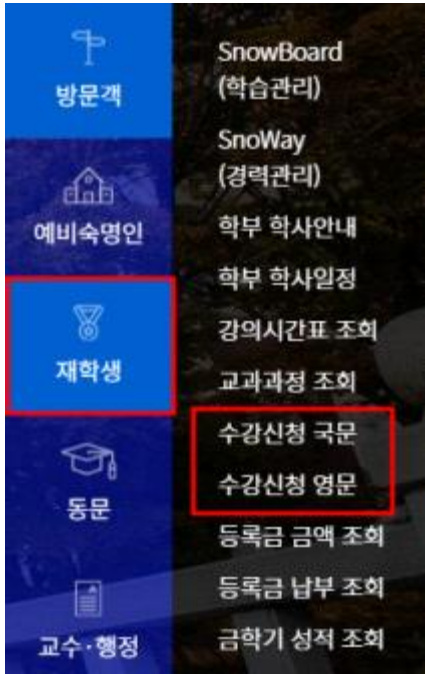 방문객
예비숙명인
재학생
동문
교수·행정
SnowBoard
(학습관리)
SnoWay
(경력관리)
학부 학사안내
학부 학사일정
강의시간표 조회
교과과정 조회
수강신청 국문
수강신청 영문
등록금 금액 조회
등록금 납부 조회
금학기 성적 조회